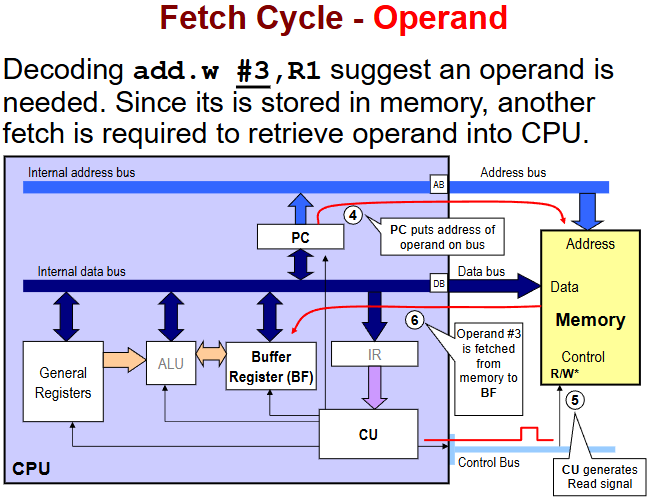 Fetch Cycle - Operand
Decoding add.w #3,R1 suggest an operand is
needed. Since its is stored in memory, another
fetch is required to retrieve operand into CPU.
Internal address bus
AB
Address bus
4
PC puts address of
operand on bus
PC
Address
Internal data bus
DB
Data bus
Data
Memory
6
Operand #3
is fetched
from
memory to
BF
General
Registers
ALU
Buffer
Register (BF)
IR
Control
R/W*
5
CU
CPU
Control Bus
CU generates
Read signal